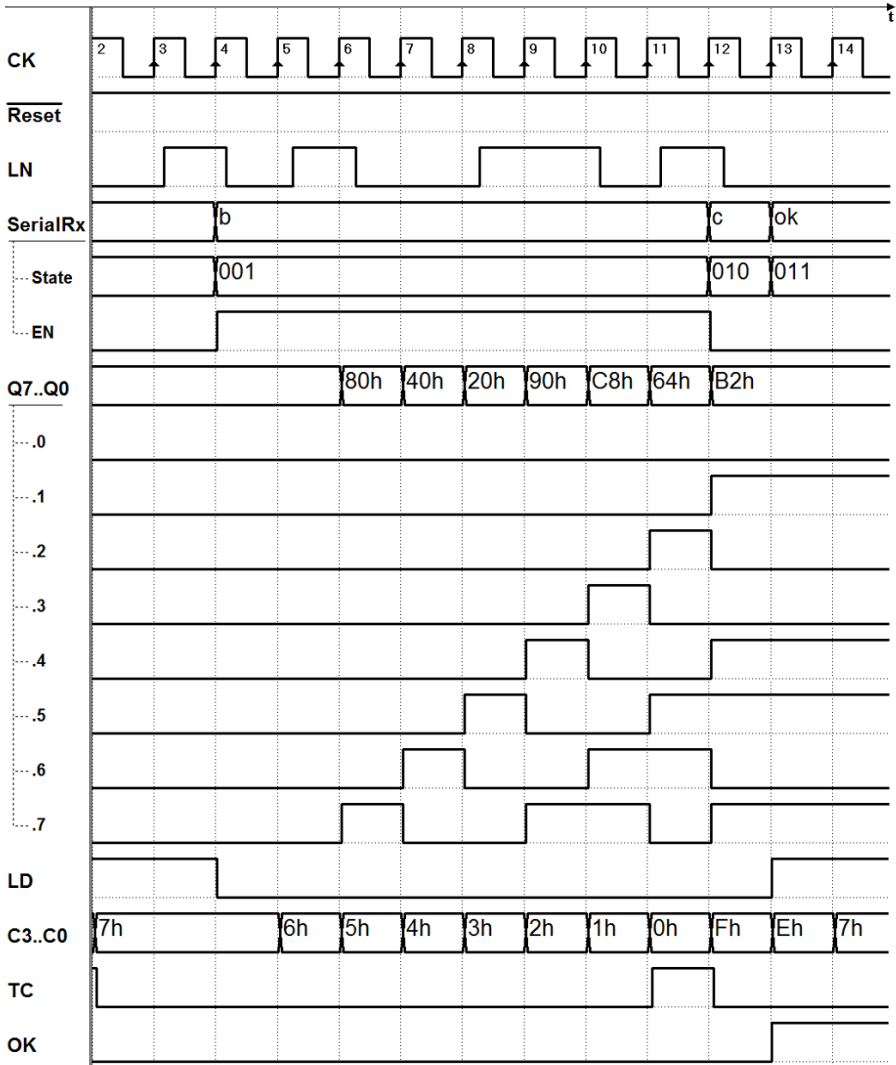 t
CK 2 3 4 5 6 7 8 9 10 11 12 13 14
Reset
LN
SerialRx b c ok
State 001 010 011
EN
Q7..Q0 80h 40h 20h 90h C8h 64h B2h
.0
.1
.2
.3
.4
.5
.6
.7
LD
C3..C0 7h 6h 5h 4h 3h 2h 1h 0h Fh Eh 7h
TC
OK